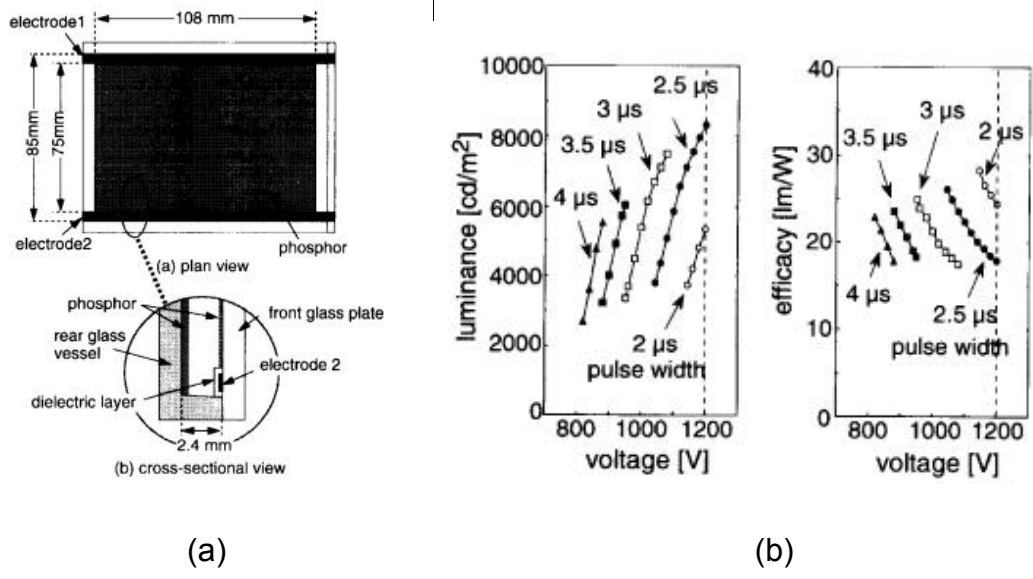 electrode1
108 mm
85mm
75mm
electrode2
phosphor
(a) plan view
phosphor
front glass plate
rear glass
vessel
electrode 2
dielectric layer
2.4 mm
(b) cross-sectional view
(a)
luminance [cd/m²]
10000
8000
6000
4000
2000
0
2.5 µs
3 µs
3.5 µs
4 µs
2 µs
pulse width
800 1000 1200
voltage [V]
efficacy [lm/W]
40
30
20
10
0
3 µs
2 µs
3.5 µs
4 µs
2.5 µs
pulse width
800 1000 1200
voltage [V]
(b)